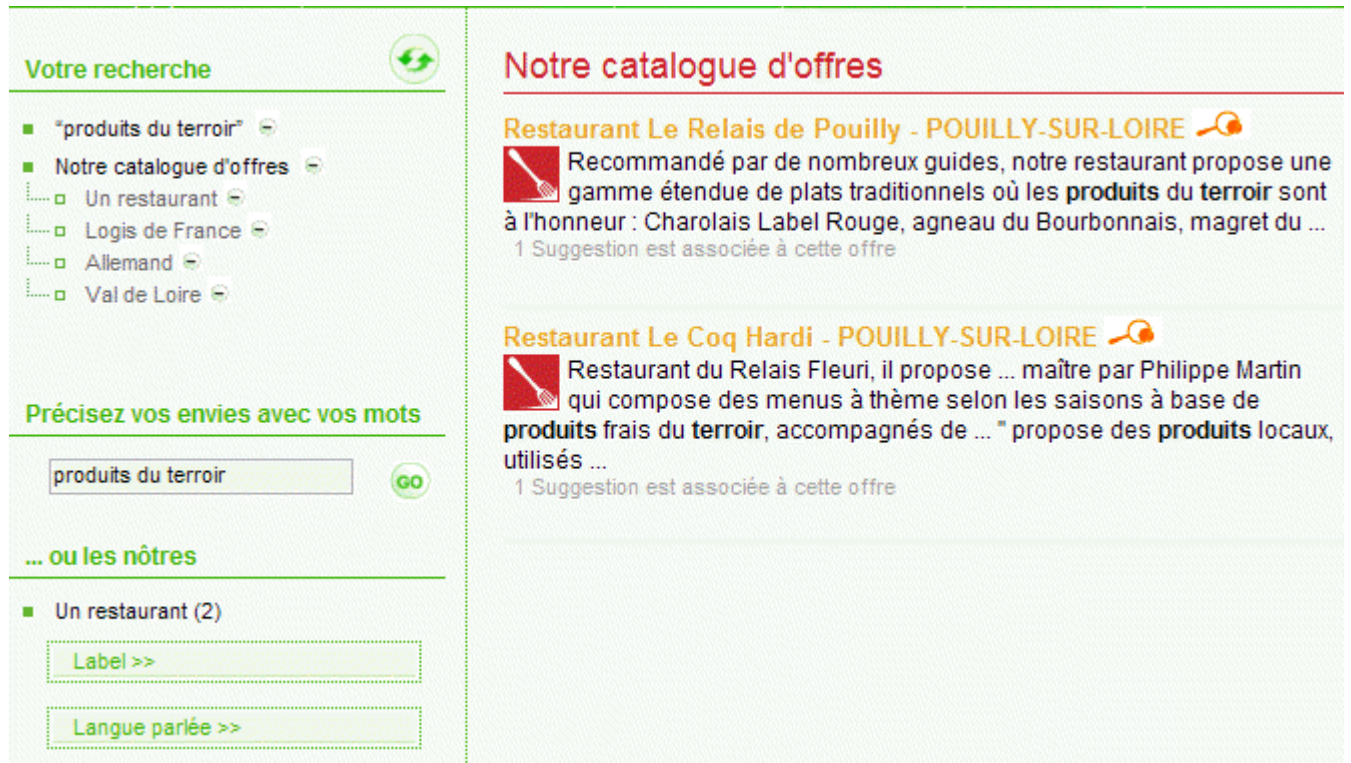 Votre recherche
"produits du terroir"
Notre catalogue d'offres
Un restaurant
Logis de France
Allemand
Val de Loire
Précisez vos envies avec vos mots
produits du terroir
GO
... ou les nôtres
Un restaurant (2)
Label >>
Langue parlée >>
Notre catalogue d'offres
Restaurant Le Relais de Pouilly - POUILLY-SUR-LOIRE
Recommandé par de nombreux guides, notre restaurant propose une
gamme étendue de plats traditionnels où les produits du terroir sont
à l'honneur : Charolais Label Rouge, agneau du Bourbonnais, magret du ...
1 Suggestion est associée à cette offre
Restaurant Le Coq Hardi - POUILLY-SUR-LOIRE
Restaurant du Relais Fleuri, il propose ... maître par Philippe Martin
qui compose des menus à thème selon les saisons à base de
produits frais du terroir, accompagnés de ... " propose des produits locaux,
utilisés ...
1 Suggestion est associée à cette offre